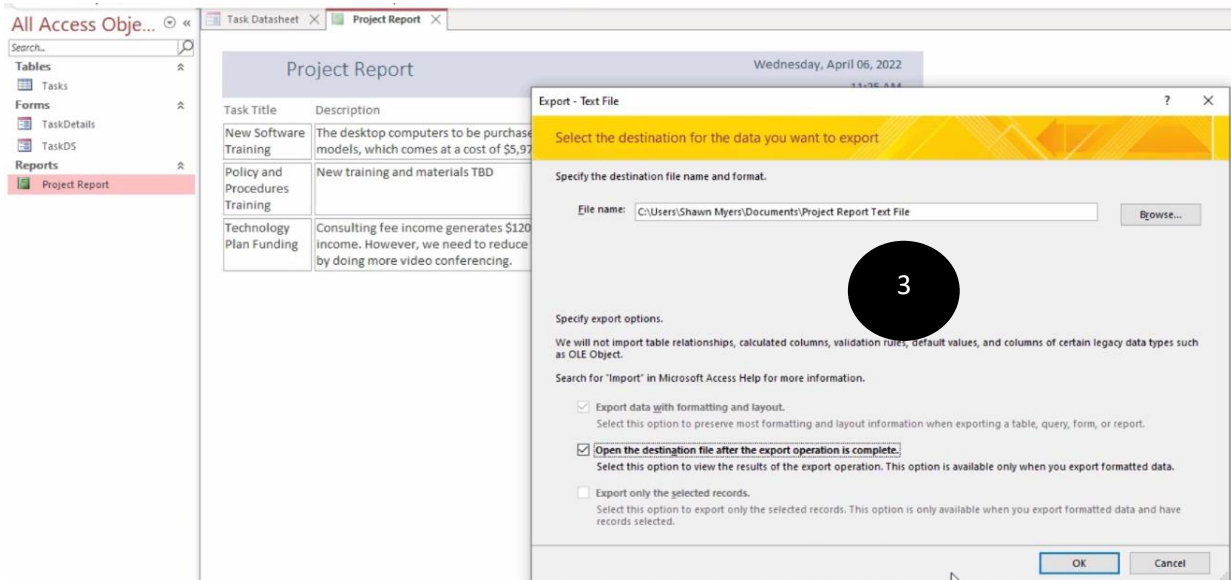 All Access Obje...
Search...
Tables
Tasks
Forms
TaskDetails
TaskDS
Reports
Project Report
Task Datasheet
Project Report
Project Report
Wednesday, April 06, 2022
Task Title Description
New Software The desktop computers to be purchase
Training models, which comes at a cost of $5,97
Policy and New training and materials TBD
Procedures
Training
Technology Consulting fee income generates $120
Plan Funding income. However, we need to reduce
by doing more video conferencing.
Export - Text File
Select the destination for the data you want to export
Specify the destination file name and format.
File name: C:\Users\Shawn Myers\Documents\Project Report Text File
Browse...
3
Specify export options.
We will not import table relationships, calculated columns, validation rules, default values, and columns of certain legacy data types such
as OLE Object.
Search for "Import" in Microsoft Access Help for more information.
Export data with formatting and layout.
Select this option to preserve most formatting and layout information when exporting a table, query, form, or report.
Open the destination file after the export operation is complete.
Select this option to view the results of the export operation. This option is available only when you export formatted data.
Export only the selected records.
Select this option to export only the selected records. This option is only available when you export formatted data and have
records selected.
OK
Cancel